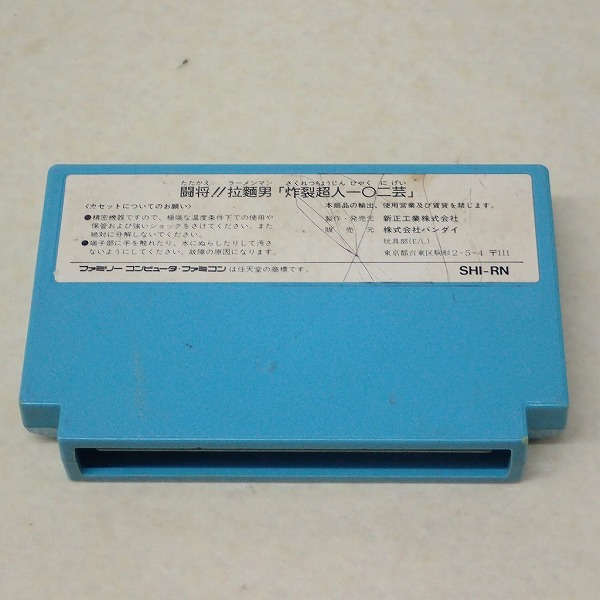 たたかえ ラーメンマン さくれつちょうじん ひゃく に げい
闘将!!拉麵男「炸裂超人一〇二芸」
〈カセットについてのお願い〉
●精密機器ですので、極端な温度条件下での使用や
保管および強いショックをさけてください。また
絶対に分解しないでください。
●端子部に手を触れたり、水にぬらしたりして汚さ
ないようにしてください。故障の原因になります。
本商品の輸出、使用営業及び賃貸を禁じます。
製作・発売元 新正工業株式会社
販売元 株式会社バンダイ
玩具部(E/L)
東京都台東区駒形2-5-4 〒111
ファミリー コンピュータ・ファミコン は任天堂の商標です。
SHI-RN